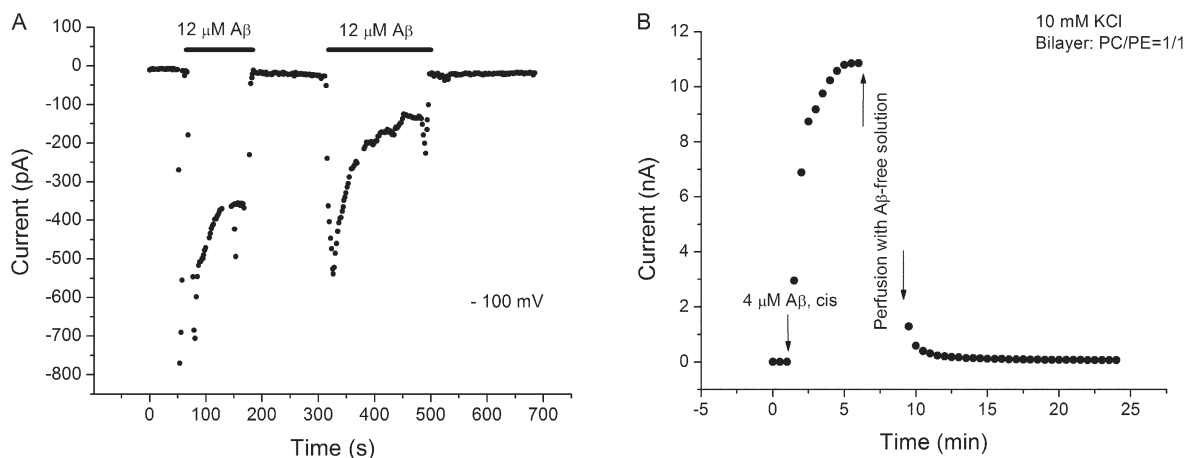 A
12 μM Aβ
12 μM Aβ
100
0
-100
-200
-300
-400
-500
-600
-700
-800
Current (pA)
- 100 mV
0 100 200 300 400 500 600 700
Time (s)
B
10 mM KCl
Bilayer: PC/PE=1/1
12
10
8
6
4
2
0
Current (nA)
4 μM Aβ, cis
Perfusion with Aβ-free solution
-5 0 5 10 15 20 25
Time (min)